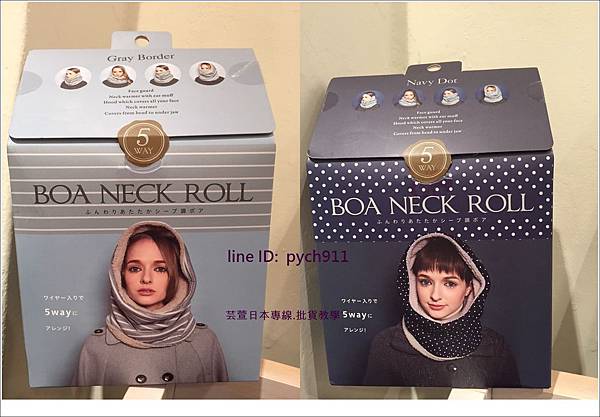 Gray Border
Face guard
Neck warmer with ear muff
Hood which covers all your face
Neck warmer
Covers from head to under jaw
5
WAY
BOA NECK ROLL
ふんわりあたたかシープ調ボア
ワイヤー入りで
5wayに
アレンジ!
Navy Dot
Face guard
Neck warmer with ear muff
Hood which covers all your face
Neck warmer
Covers from head to under jaw
5
WAY
BOA NECK ROLL
ふんわりあたたかシープ調ボア
ワイヤー入りで
5wayに
アレンジ!
line ID: pych911
芸萱日本專線.批貨教學